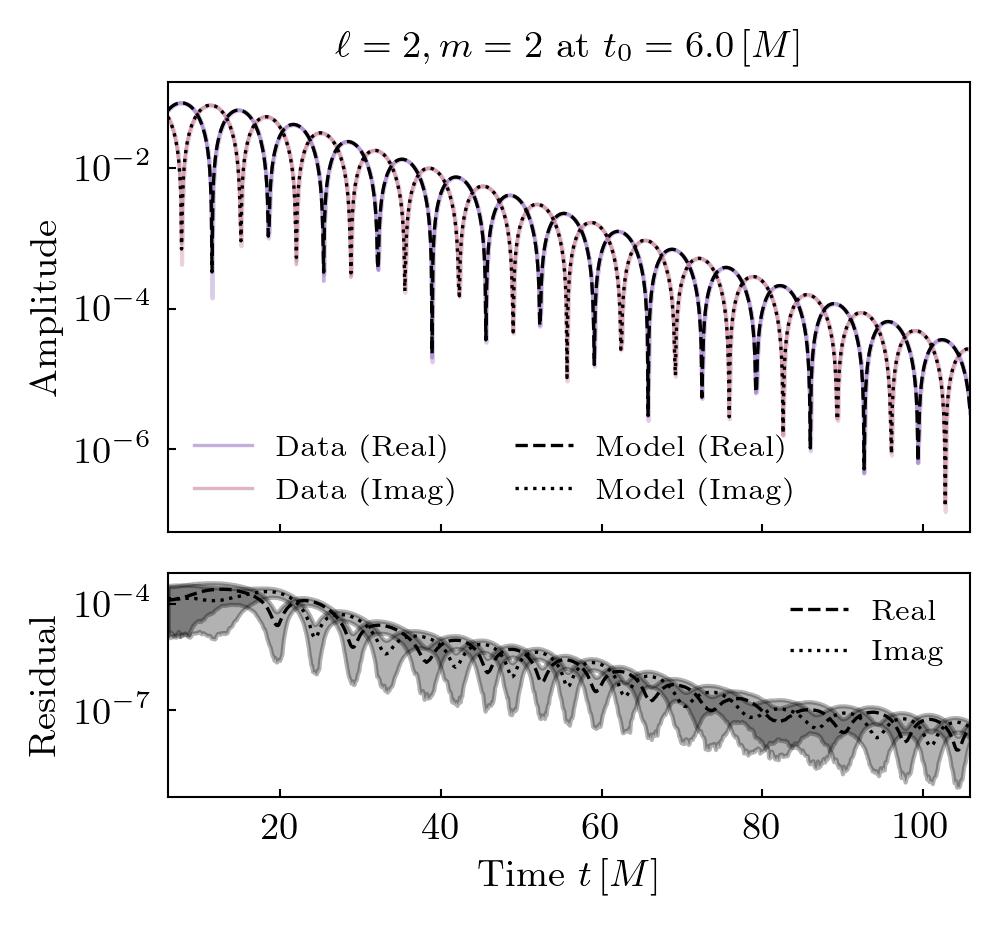 ℓ = 2, m = 2 at t₀ = 6.0 [M]
Amplitude
10⁻²
10⁻⁴
10⁻⁶
Data (Real)
Data (Imag)
Model (Real)
Model (Imag)
Residual
10⁻⁴
10⁻⁷
Real
Imag
20 40 60 80 100
Time t [M]